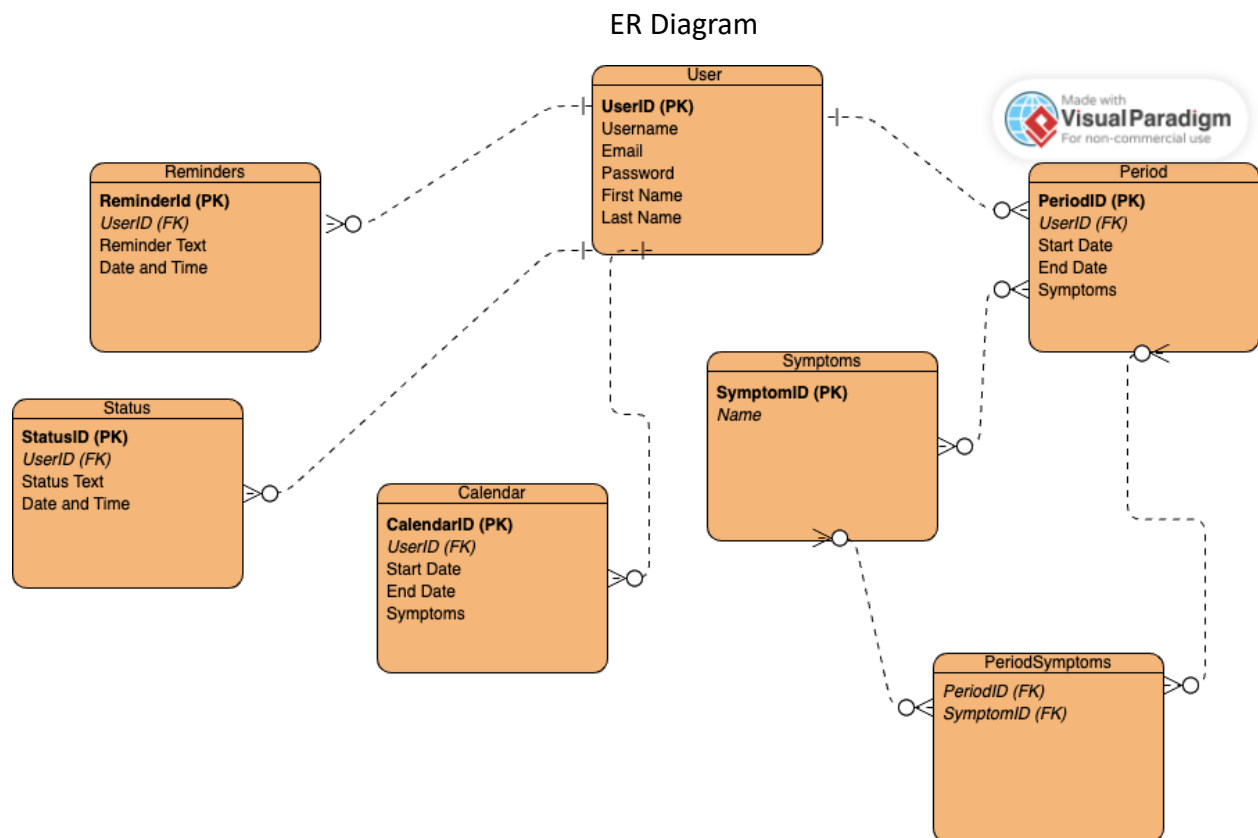 ER Diagram
User
UserID (PK)
Username
Email
Password
First Name
Last Name
Made with
Visual Paradigm
For non-commercial use
Reminders
ReminderId (PK)
UserID (FK)
Reminder Text
Date and Time
Period
PeriodID (PK)
UserID (FK)
Start Date
End Date
Symptoms
Symptoms
SymptomID (PK)
Name
Status
StatusID (PK)
UserID (FK)
Status Text
Date and Time
Calendar
CalendarID (PK)
UserID (FK)
Start Date
End Date
Symptoms
PeriodSymptoms
PeriodID (FK)
SymptomID (FK)